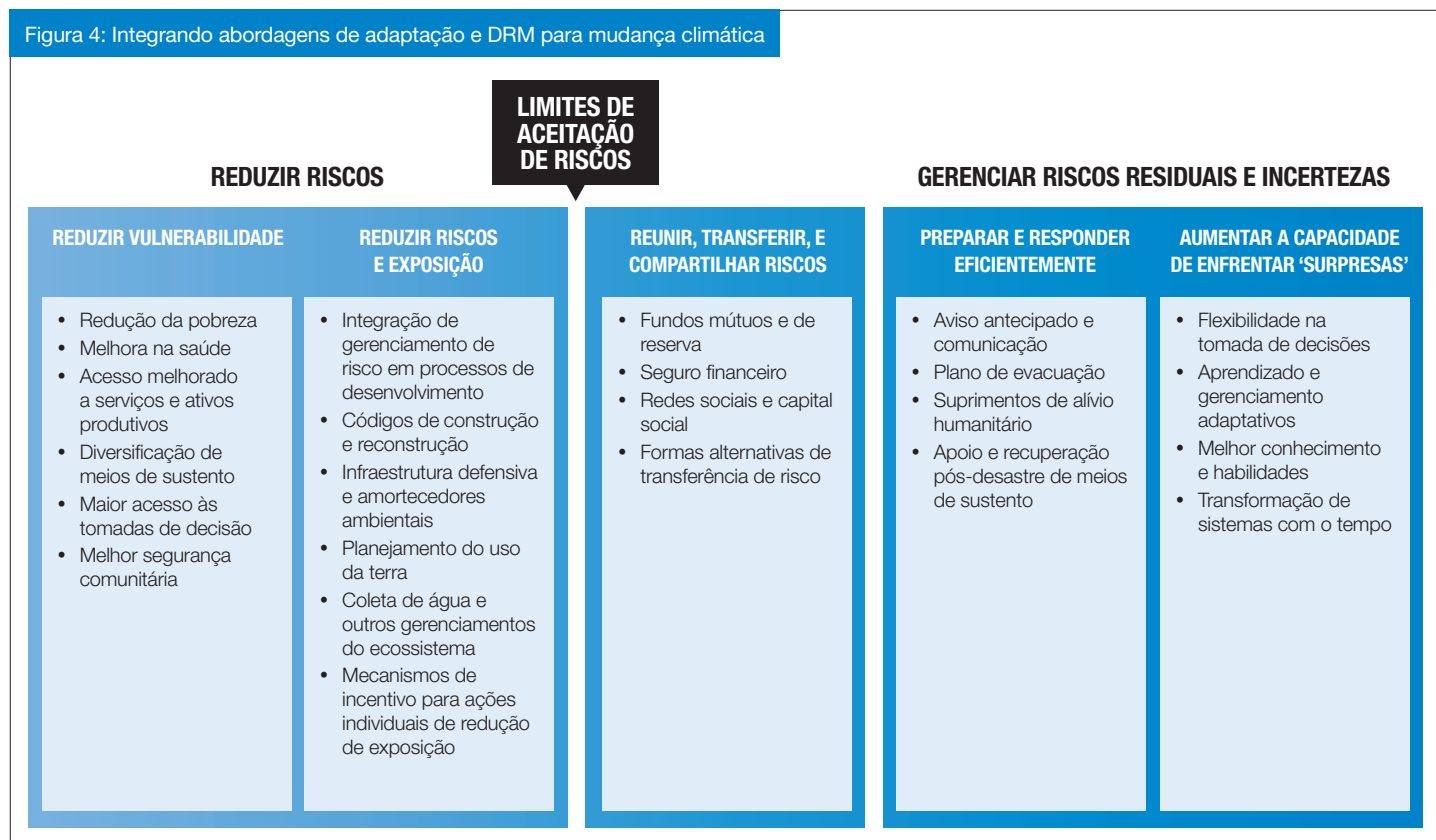 Figura 4: Integrando abordagens de adaptação e DRM para mudança climática
LIMITES DE
ACEITAÇÃO
DE RISCOS
REDUZIR RISCOS
GERENCIAR RISCOS RESIDUAIS E INCERTEZAS
REDUZIR VULNERABILIDADE
• Redução da pobreza
• Melhora na saúde
• Acesso melhorado
a serviços e ativos
produtivos
• Diversificação de
meios de sustento
• Maior acesso às
tomadas de decisão
• Melhor segurança
comunitária
REDUZIR RISCOS
E EXPOSIÇÃO
• Integração de
gerenciamento de
risco em processos de
desenvolvimento
• Códigos de construção
e reconstrução
• Infraestrutura defensiva
e amortecedores
ambientais
• Planejamento do uso
da terra
• Coleta de água e
outros gerenciamentos
do ecossistema
• Mecanismos de
incentivo para ações
individuais de redução
de exposição
REUNIR, TRANSFERIR, E
COMPARTILHAR RISCOS
• Fundos mútuos e de
reserva
• Seguro financeiro
• Redes sociais e capital
social
• Formas alternativas de
transferência de risco
PREPARAR E RESPONDER
EFICIENTEMENTE
• Aviso antecipado e
comunicação
• Plano de evacuação
• Suprimentos de alívio
humanitário
• Apoio e recuperação
pós-desastre de meios
de sustento
AUMENTAR A CAPACIDADE
DE ENFRENTAR ‘SURPRESAS’
• Flexibilidade na
tomada de decisões
• Aprendizado e
gerenciamento
adaptativos
• Melhor conhecimento
e habilidades
• Transformação de
sistemas com o tempo